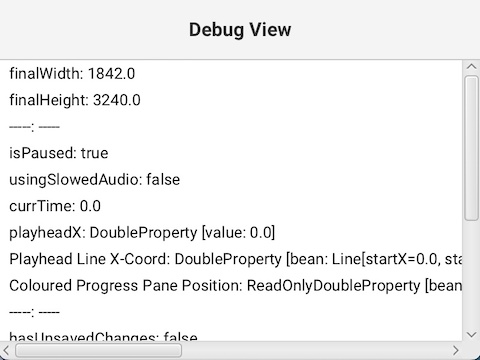 Debug View
finalWidth: 1842.0
finalHeight: 3240.0
-----: -----
isPaused: true
usingSlowedAudio: false
currTime: 0.0
playheadX: DoubleProperty [value: 0.0]
Playhead Line X-Coord: DoubleProperty [bean: Line[startX=0.0, sta
Coloured Progress Pane Position: ReadOnlyDoubleProperty [bean
-----: -----
hasUnsavedChanges: false